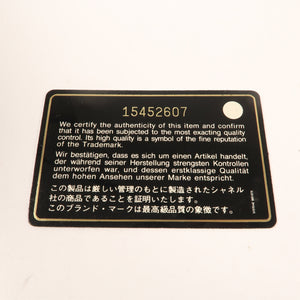 15452607
We certify the authenticity of this item and confirm
that it has been subjected to the most exacting quality
control. Its high quality is a symbol of the fine reputation
of the Trademark.
Wir bestätigen, dass es sich um einen Artikel handelt,
der während seiner Herstellung strengsten Kontrollen
unterworfen war, und dessen erstklassige Qualität
dem hohen Ansehen unserer Marke entspricht.
この製品は厳しい管理のもとに製造されたシャネル
社の商品であることを証明いたします。
このブランド・マークは最高級品質の象徴です。